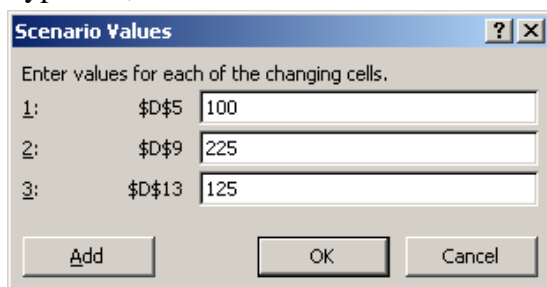 Scenario Values ? X
Enter values for each of the changing cells.
1: $D$5 100
2: $D$9 225
3: $D$13 125
Add OK Cancel